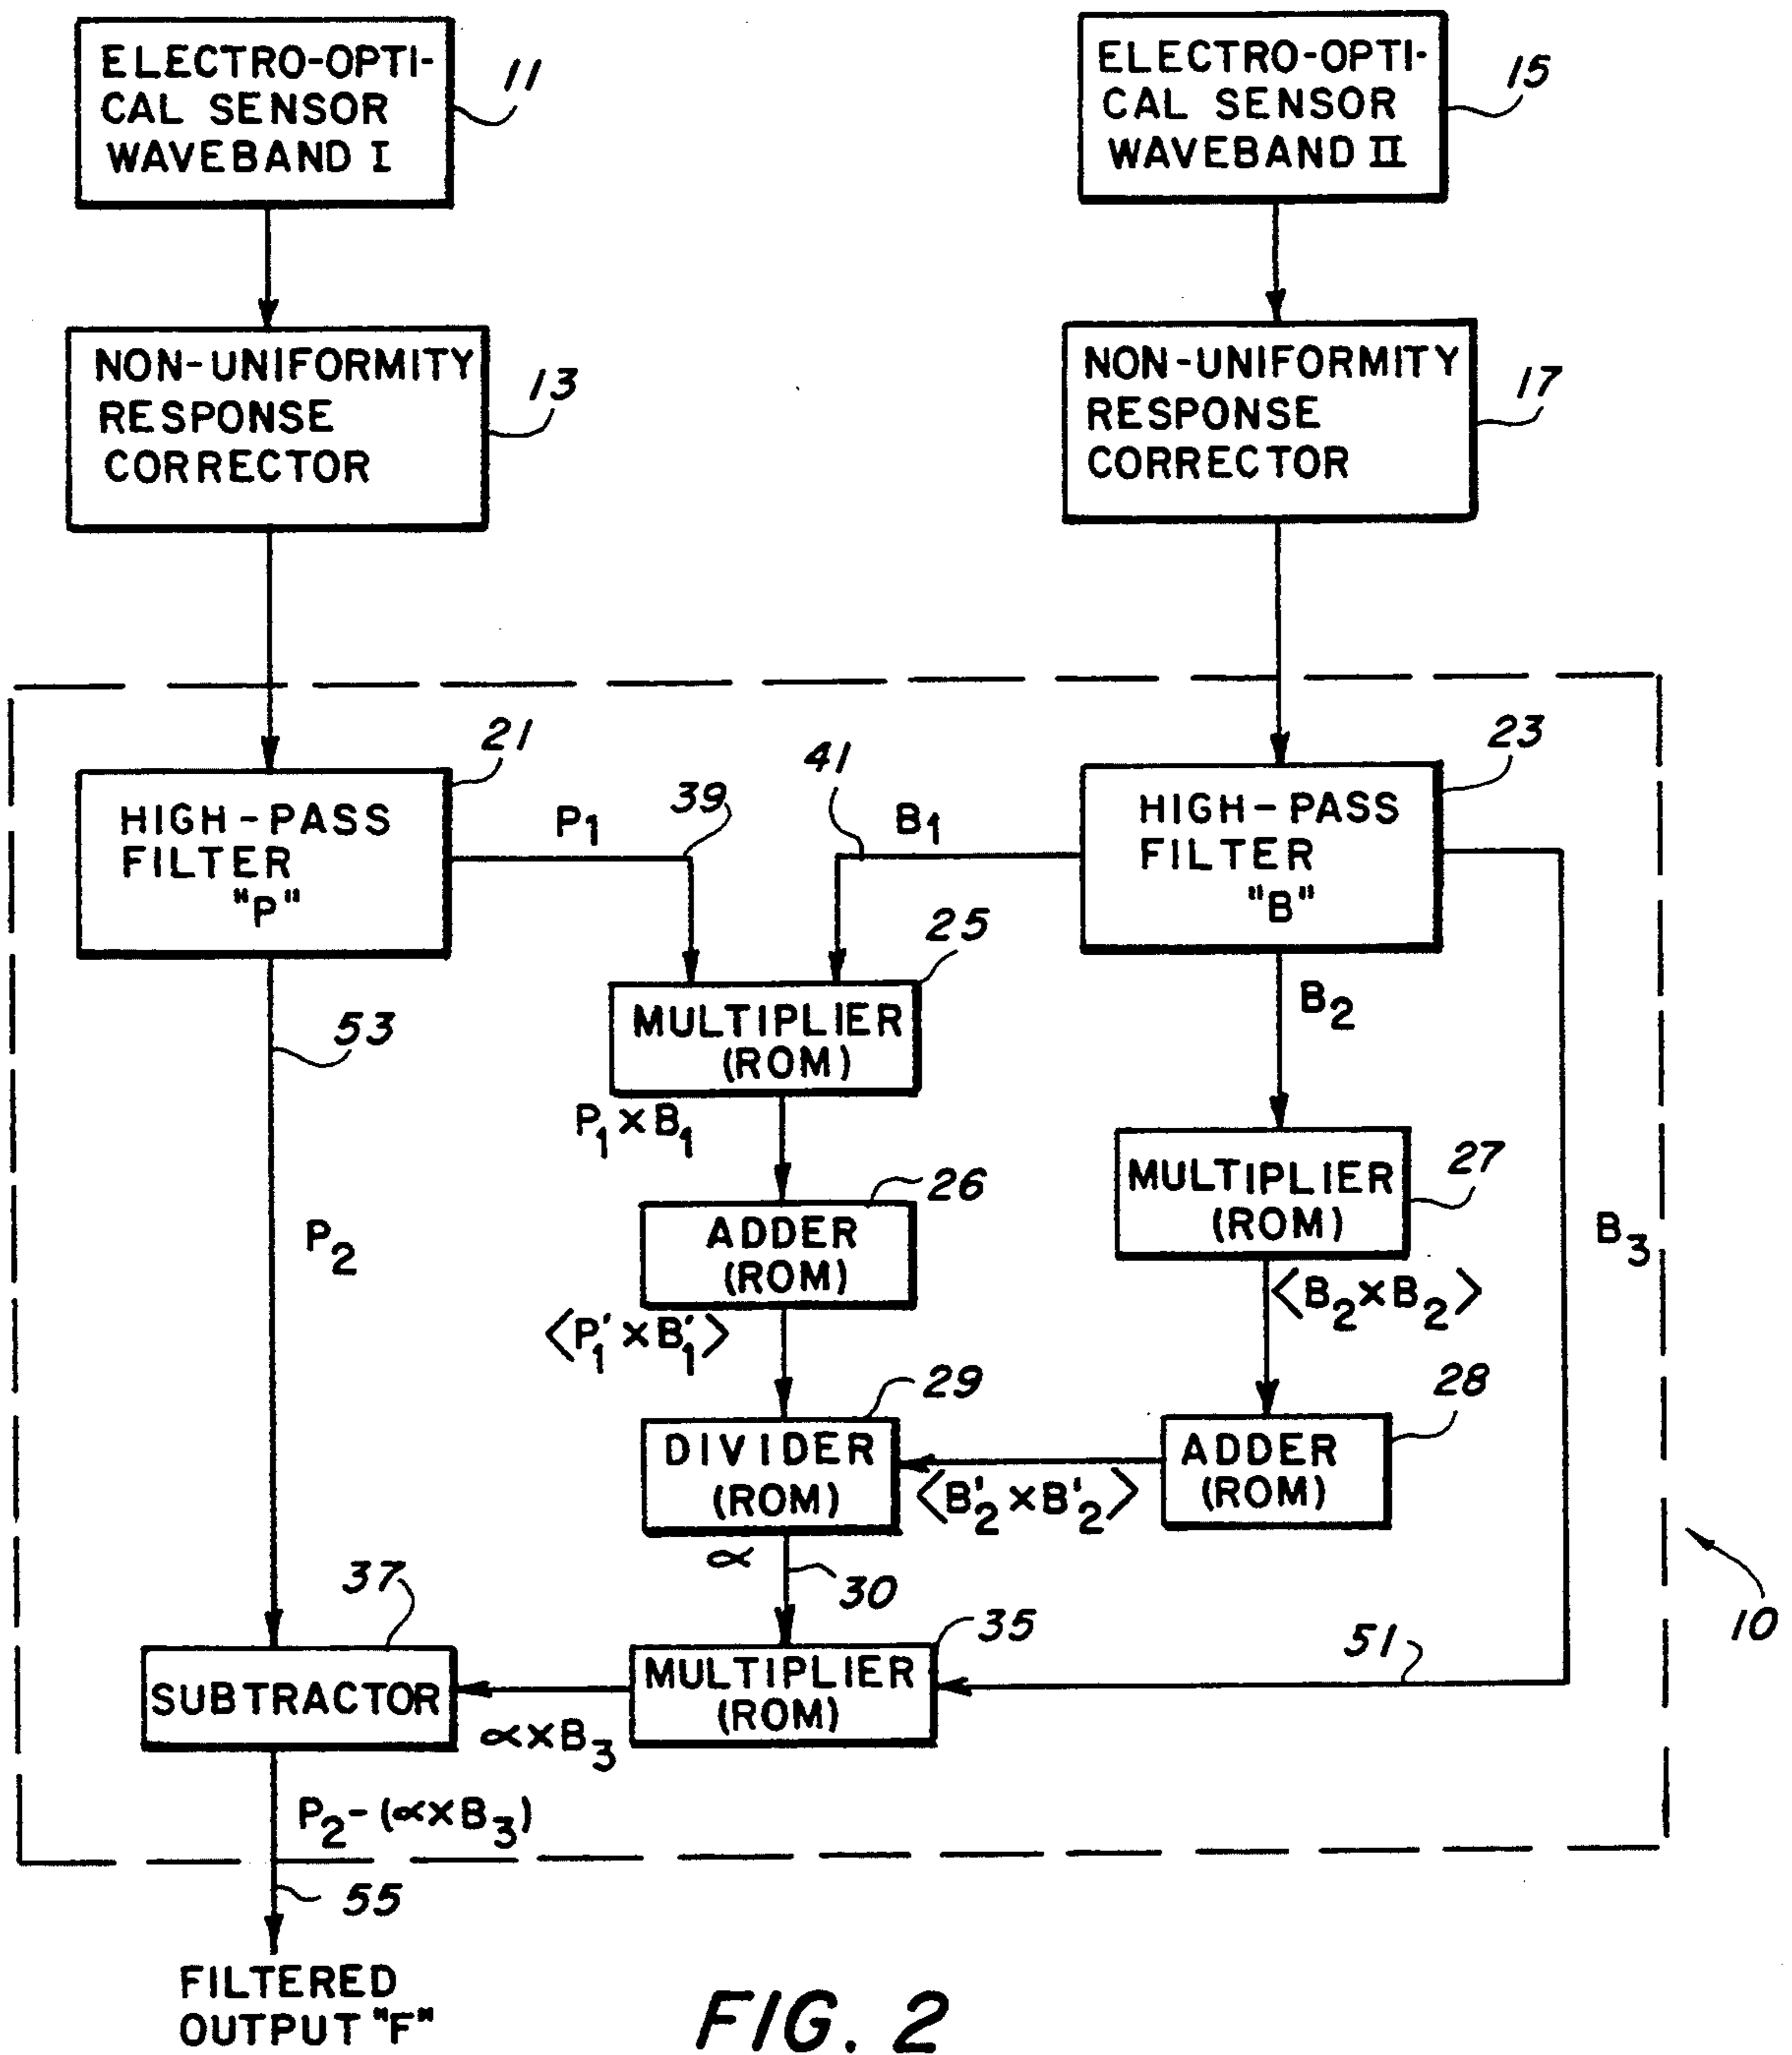 ELECTRO-OPTI-
CAL SENSOR
WAVEBAND I
11
ELECTRO-OPTI-
CAL SENSOR
WAVEBAND II
15
NON-UNIFORMITY
RESPONSE
CORRECTOR
13
NON-UNIFORMITY
RESPONSE
CORRECTOR
17
HIGH-PASS
FILTER
"P"
21
P1
39
41
B1
HIGH-PASS
FILTER
"B"
23
53
MULTIPLIER
(ROM)
25
B2
P1 × B1
MULTIPLIER
(ROM)
27
P2
ADDER
(ROM)
26
B3
<B2 × B2>
<P1' × B1'>
DIVIDER
(ROM)
29
<B'2 × B'2>
ADDER
(ROM)
28
α
30
10
37
SUBTRACTOR
α × B3
MULTIPLIER
(ROM)
35
51
P2-(α × B3)
55
FILTERED
OUTPUT "F"
FIG. 2